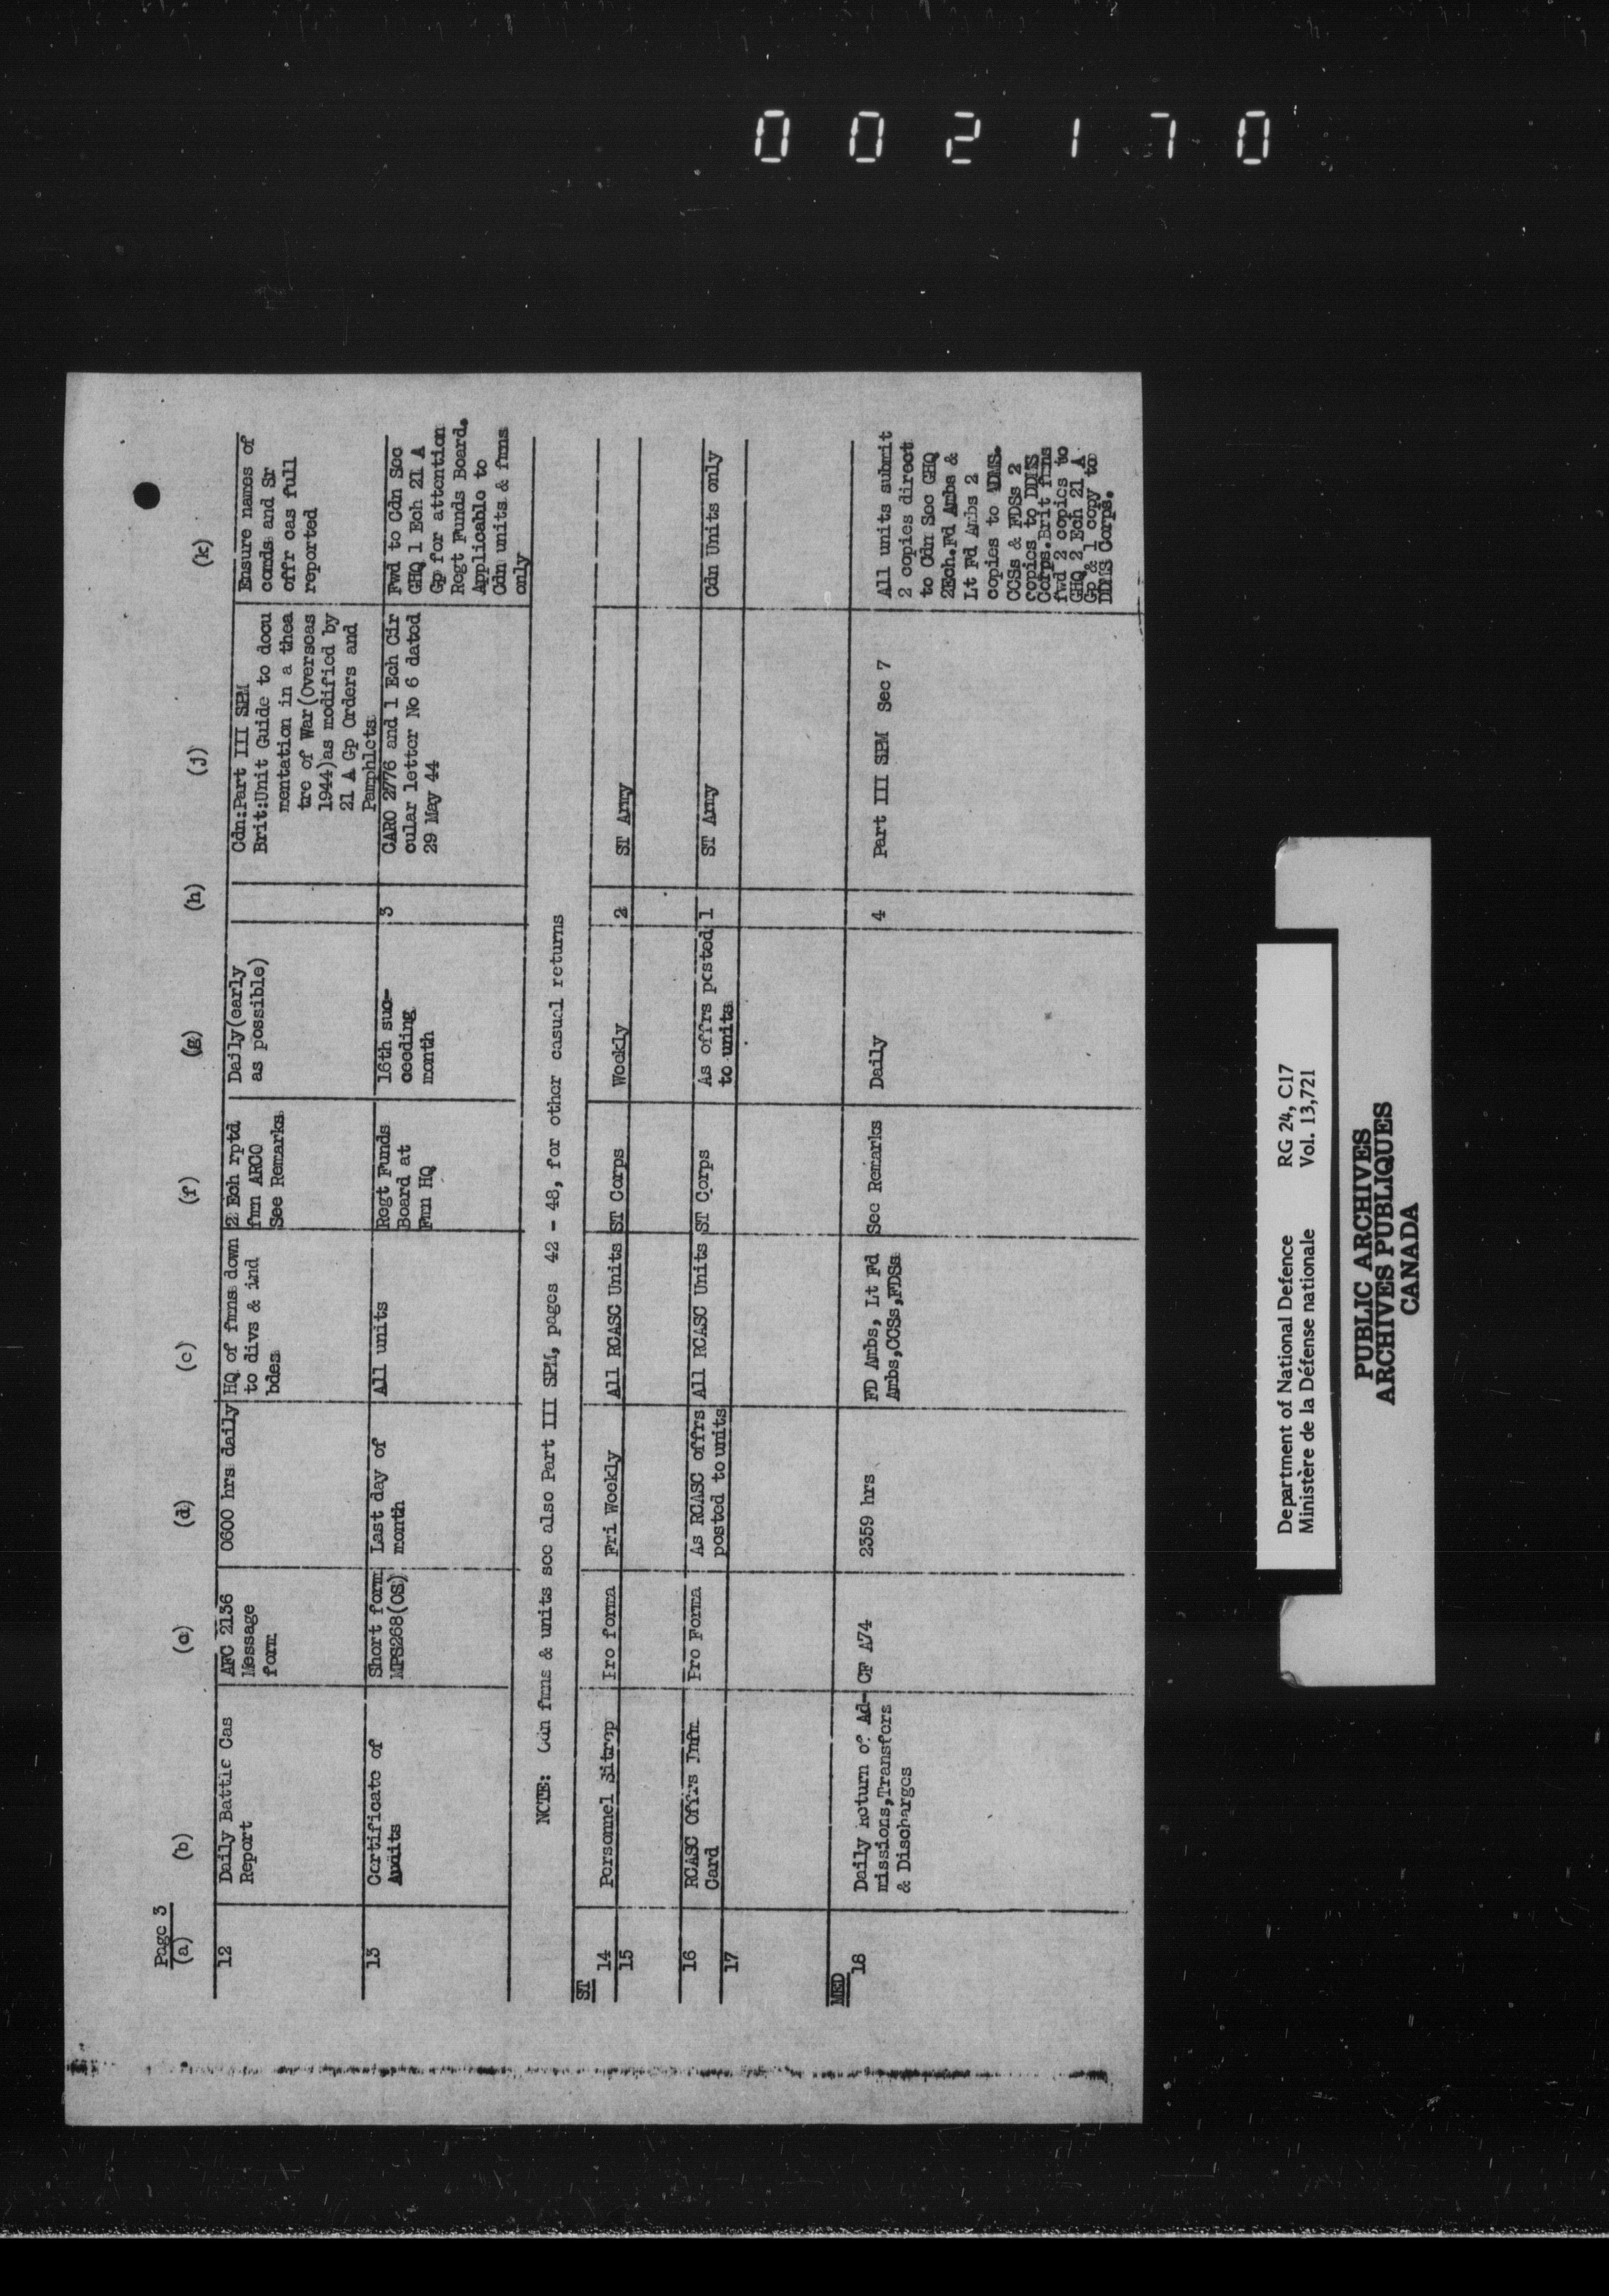 002170
Page 3
(a) (b) (e) (d) (c) (f) (g) (h) (j) (k)
12
Daily Battle Cas
Report
AFC 2136
Message
form
0600 hrs daily
HQ of fmns down
to divs & ind
bdes
2 Ech rptd
fmn ARCO
See Remarks
Daily(early
as possible)
Cdn:Part III SPM
Brit:Unit Guide to docu
mentation in a thea
tre of War(Overseas
1944)as modified by
21 A Gp Orders and
Pamphlets
Ensure names of
comds and Sr
offr cas full
reported
13
Certificate of
Audits
Short form
MPS268(OS)
Last day of
month
All units
Regt Funds
Board at
Fmn HQ
16th suc-
ceeding
month
3
CARO 2776 and 1 Ech Cir
cular letter No 6 dated
29 May 44
Fwd to Cdn Sec
GHQ 1 Ech 21 A
Gp for attention
Regt Funds Board.
Applicable to
Cdn units & fmns
only
NOTE: Cdn fmns & units see also Part III SPM, pages 42 - 48, for other casual returns
ST
14
15
Personnel Sitrep
Pro forma
Fri Weekly
All RCASC Units
ST Corps
Weekly
2
ST Army
16
RCASC Offrs Infm
Card
Pro Forma
As RCASC offrs
posted to units
All RCASC Units
ST Corps
As offrs posted
to units
1
ST Army
Cdn Units only
17
MED
18
Daily Return of Ad-
missions,Transfers
& Discharges
CF A74
2359 hrs
FD Ambs, Lt Fd
Ambs,CCSs,FDSs
See Remarks
Daily
4
Part III SPM Sec 7
All units submit
2 copies direct
to Cdn Sec GHQ
2Ech.Fd Ambs &
Lt Fd Ambs 2
copies to ADMS.
CCSs & FDSs 2
copies to DDMS
Corps.Brit fmns
fwd 2 copies to
GHQ 2 Ech 21 A
Gp & 1 copy to
DDMS Corps.
Department of National Defence RG 24, C17
Ministère de la Défense nationale Vol. 13,721
PUBLIC ARCHIVES
ARCHIVES PUBLIQUES
CANADA